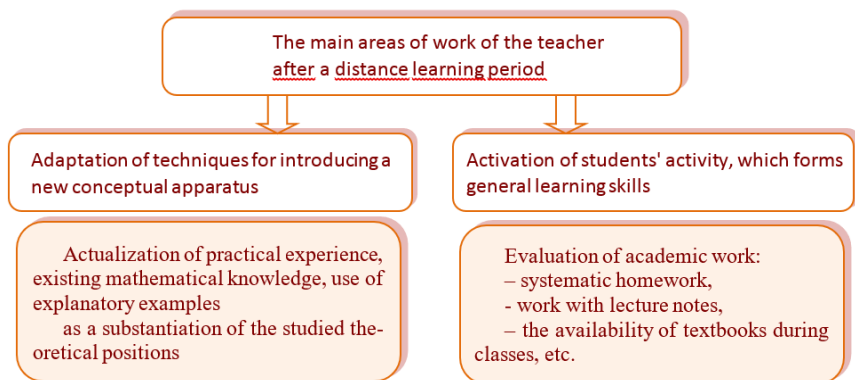 The main areas of work of the teacher
after a distance learning period
Adaptation of techniques for introducing a
new conceptual apparatus
Activation of students' activity, which forms
general learning skills
Actualization of practical experience,
existing mathematical knowledge, use of
explanatory examples
as a substantiation of the studied the-
oretical positions
Evaluation of academic work:
– systematic homework,
- work with lecture notes,
– the availability of textbooks during
classes, etc.